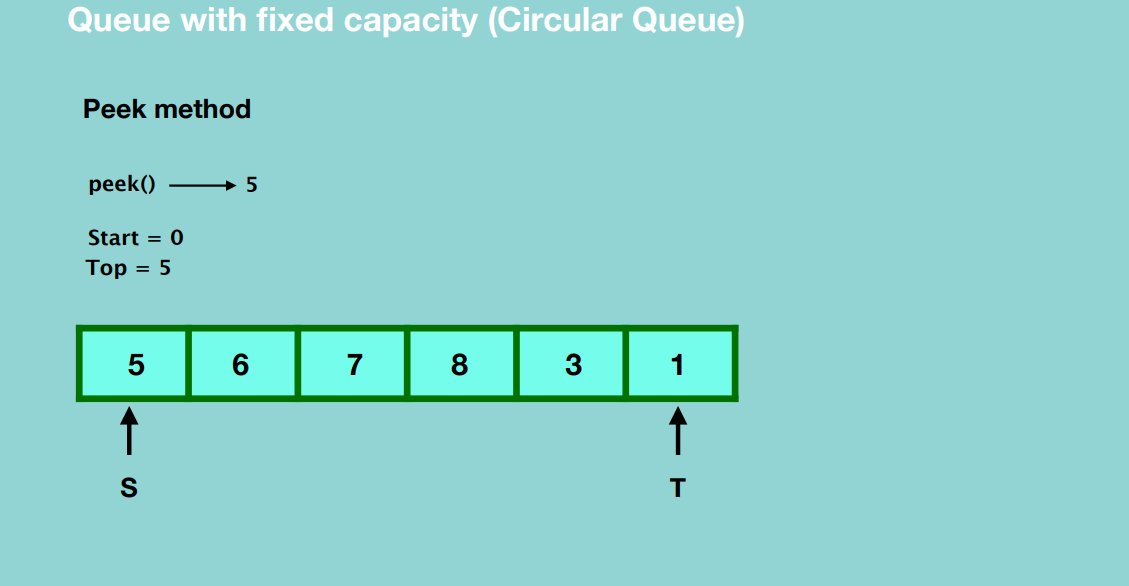 Queue with fixed capacity (Circular Queue)
Peek method
peek() 5
Start = 0
Top = 5
5 6 7 8 3 1
S T